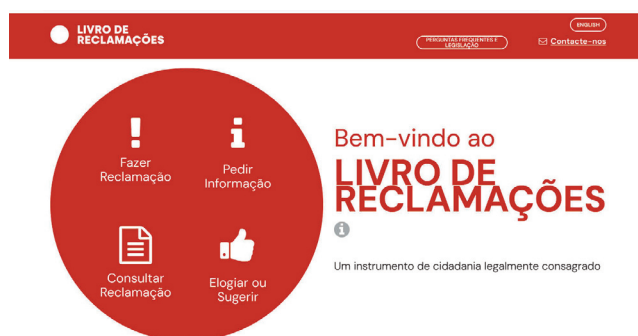 LIVRO DE
RECLAMAÇÕES
PERGUNTAS FREQUENTES E
LEGISLAÇÃO
ENGLISH
Contacte-nos
Fazer
Reclamação
Pedir
Informação
Consultar
Reclamação
Elogiar ou
Sugerir
Bem-vindo ao
LIVRO DE
RECLAMAÇÕES
Um instrumento de cidadania legalmente consagrado